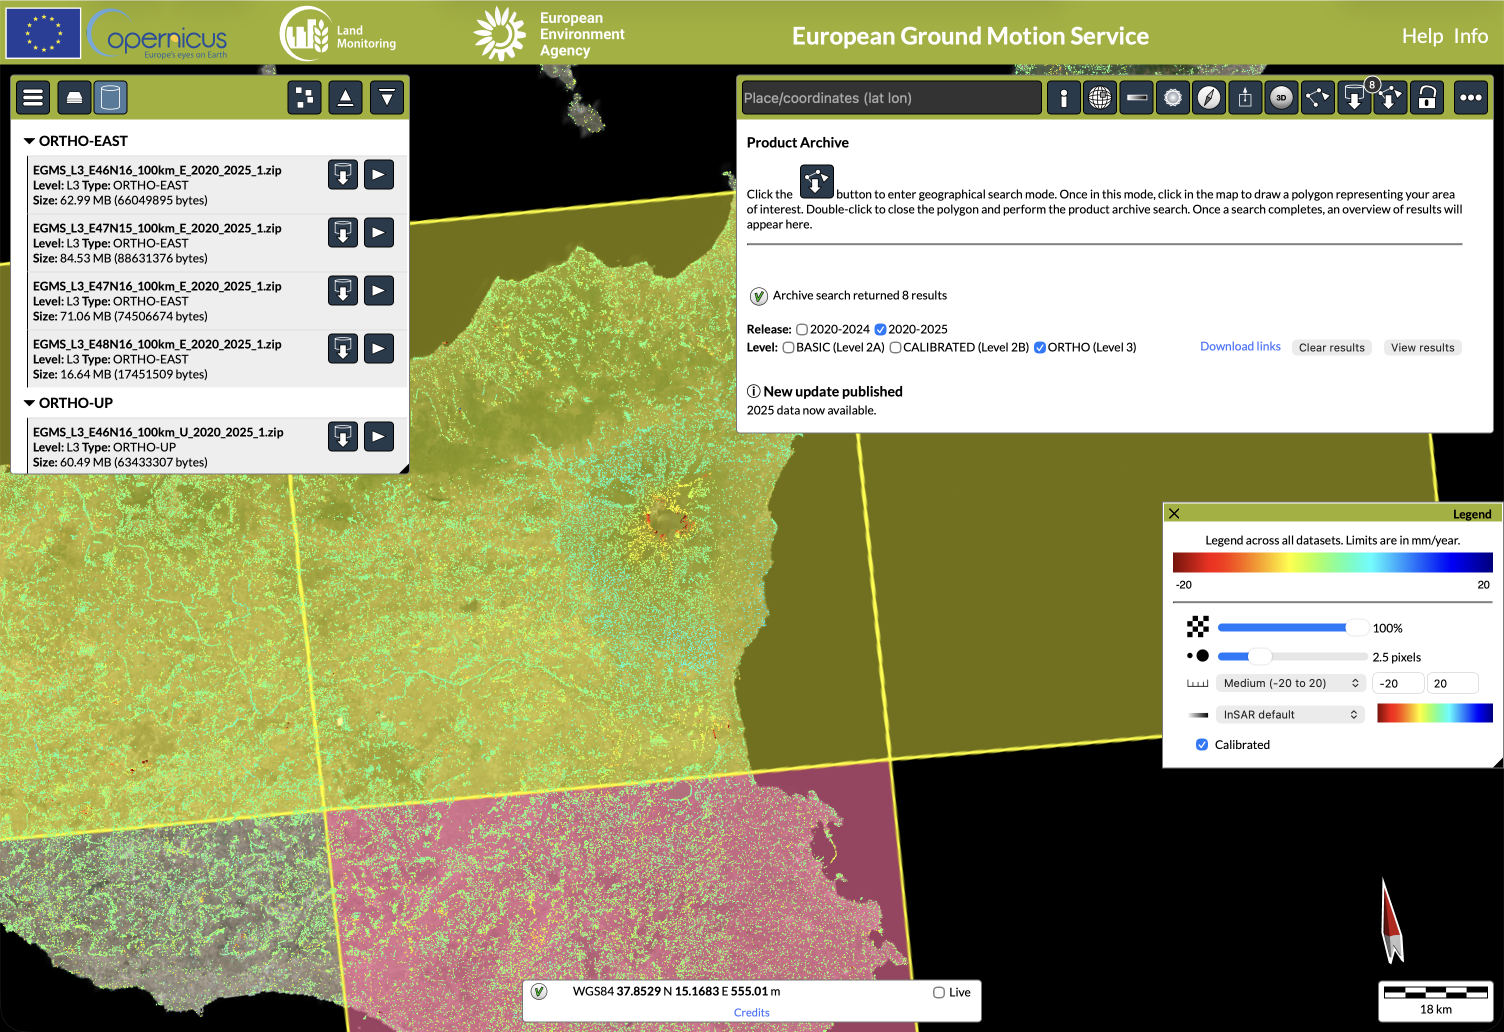 opernicus
Europe's eyes on Earth
Land
Monitoring
European
Environment
Agency
European Ground Motion Service
Help Info
ORTHO-EAST
EGMS_L3_E46N16_100km_E_2020_2025_1.zip
Level: L3 Type: ORTHO-EAST
Size: 62.99 MB (66049895 bytes)
EGMS_L3_E47N15_100km_E_2020_2025_1.zip
Level: L3 Type: ORTHO-EAST
Size: 84.53 MB (88631376 bytes)
EGMS_L3_E47N16_100km_E_2020_2025_1.zip
Level: L3 Type: ORTHO-EAST
Size: 71.06 MB (74506674 bytes)
EGMS_L3_E48N16_100km_E_2020_2025_1.zip
Level: L3 Type: ORTHO-EAST
Size: 16.64 MB (17451509 bytes)
ORTHO-UP
EGMS_L3_E46N16_100km_U_2020_2025_1.zip
Level: L3 Type: ORTHO-UP
Size: 60.49 MB (63433307 bytes)
Place/coordinates (lat lon)
3D
8
Product Archive
Click the button to enter geographical search mode. Once in this mode, click in the map to draw a polygon representing your area
of interest. Double-click to close the polygon and perform the product archive search. Once a search completes, an overview of results will
appear here.
Archive search returned 8 results
Release: 2020-2024 2020-2025
Level: BASIC (Level 2A) CALIBRATED (Level 2B) ORTHO (Level 3) Download links Clear results View results
New update published
2025 data now available.
Legend
Legend across all datasets. Limits are in mm/year.
-20 20
100%
2.5 pixels
Medium (-20 to 20) -20 20
InSAR default
Calibrated
18 km
WGS84 37.8529 N 15.1683 E 555.01 m Live
Credits